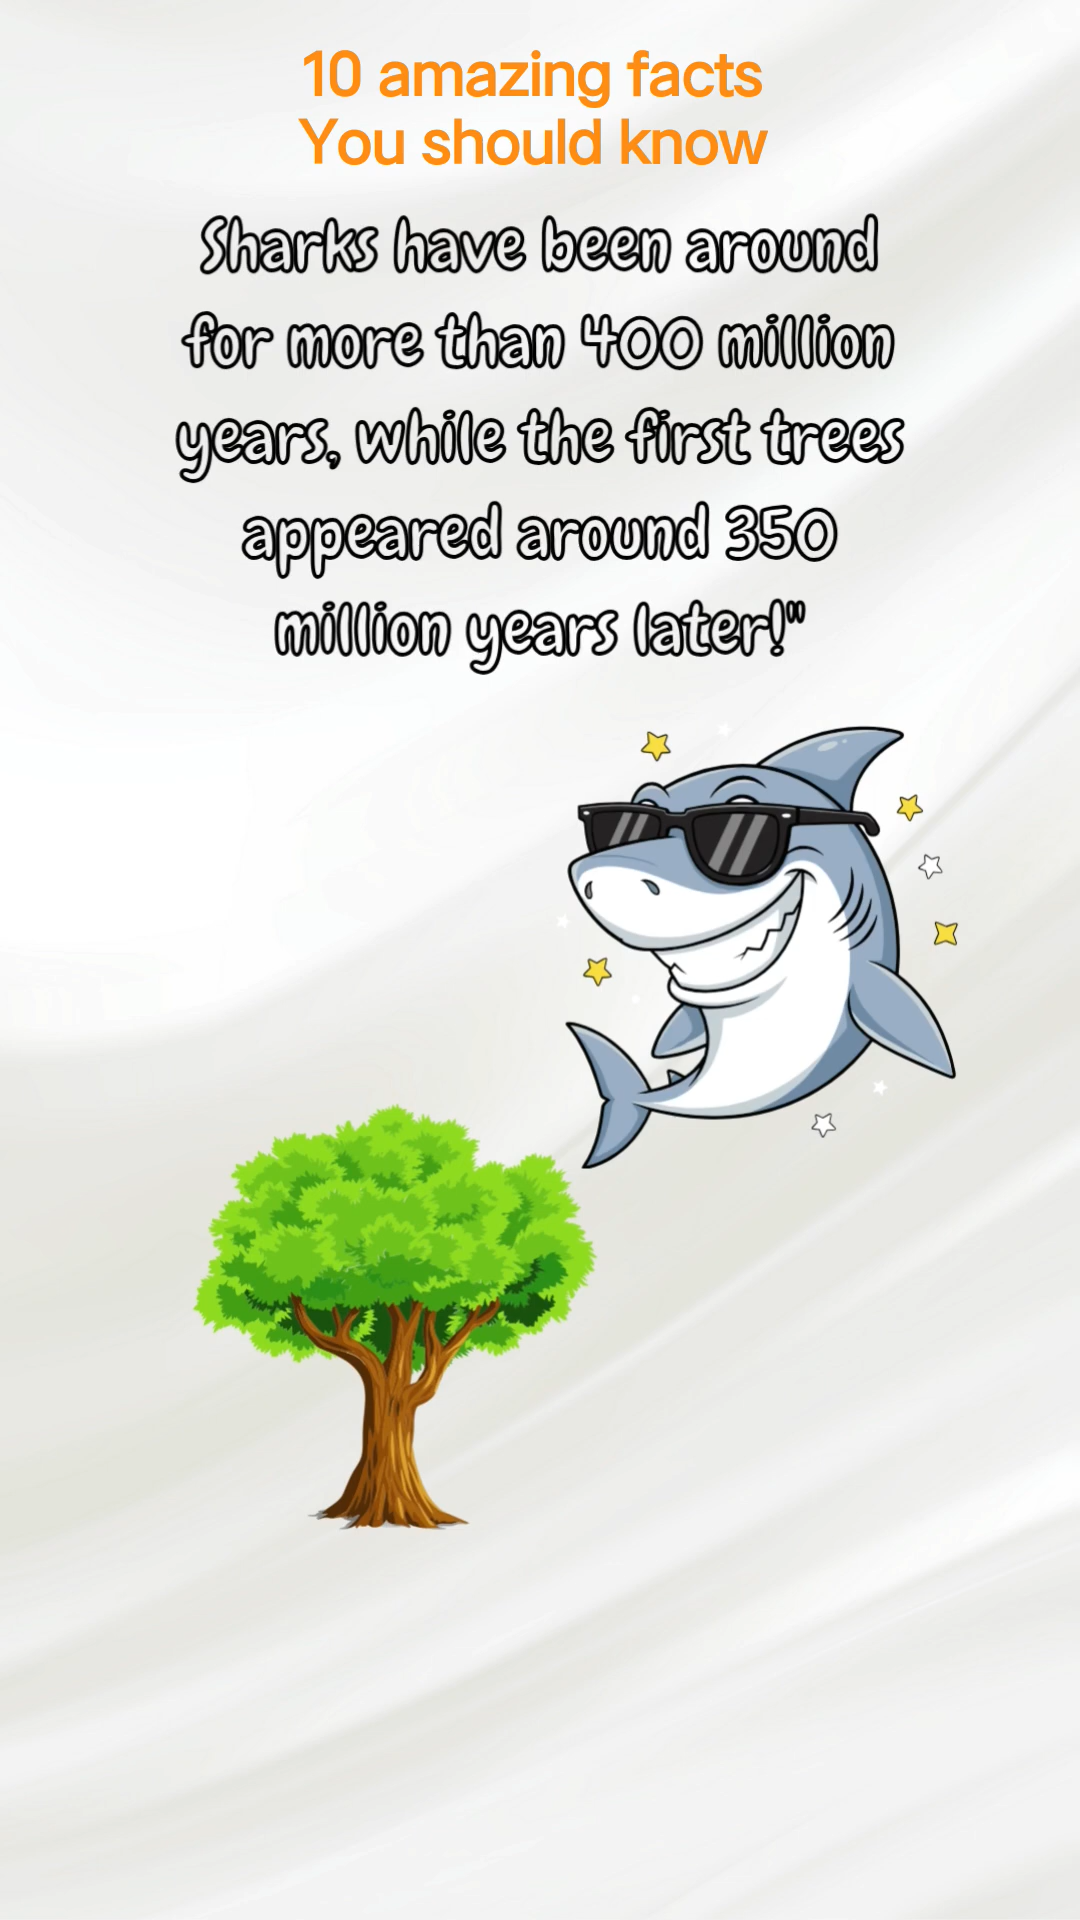 10 amazing facts
You should know
Sharks have been around
for more than 400 million
years, while the first trees
appeared around 350
million years later!"